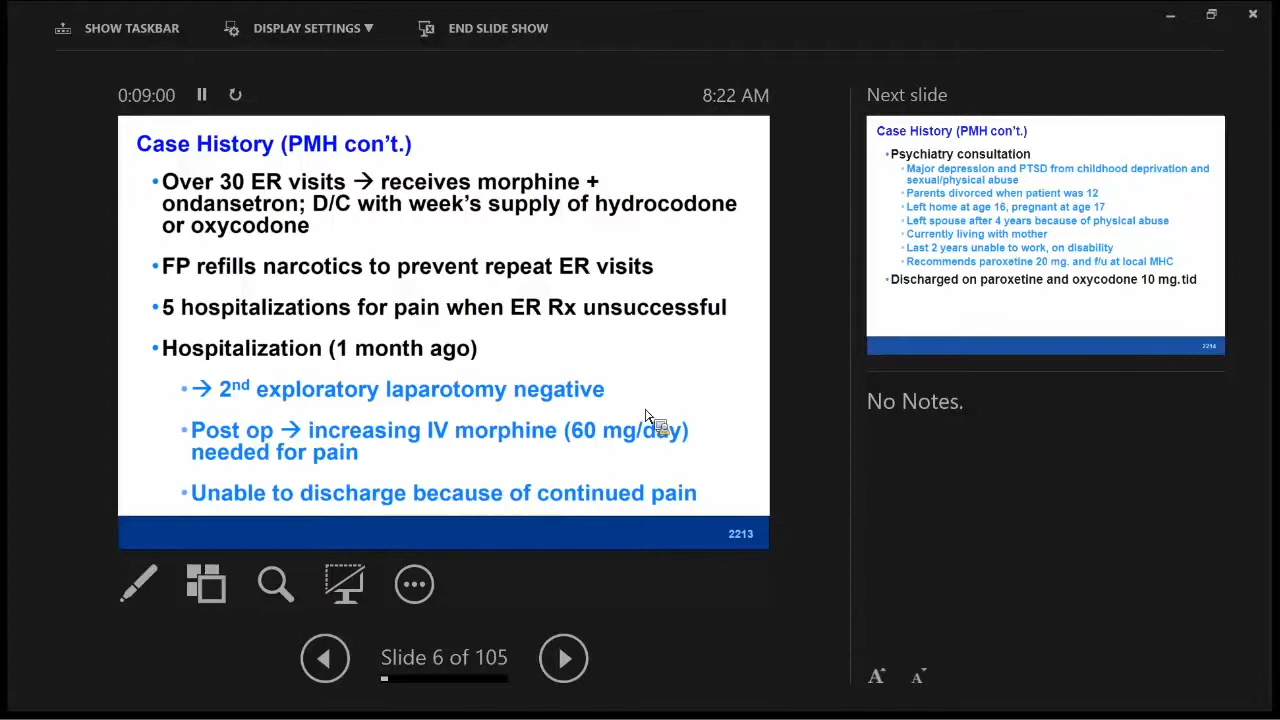 SHOW TASKBAR
DISPLAY SETTINGS ▼
END SLIDE SHOW
0:09:00
8:22 AM
Case History (PMH con’t.)
•Over 30 ER visits → receives morphine +
ondansetron; D/C with week’s supply of hydrocodone
or oxycodone
•FP refills narcotics to prevent repeat ER visits
•5 hospitalizations for pain when ER Rx unsuccessful
•Hospitalization (1 month ago)
•→ 2nd exploratory laparotomy negative
•Post op → increasing IV morphine (60 mg/day)
needed for pain
•Unable to discharge because of continued pain
2213
Slide 6 of 105
Next slide
Case History (PMH con’t.)
•Psychiatry consultation
•Major depression and PTSD from childhood deprivation and
sexual/physical abuse
•Parents divorced when patient was 12
•Left home at age 16, pregnant at age 17
•Left spouse after 4 years because of physical abuse
•Currently living with mother
•Last 2 years unable to work, on disability
•Recommends paroxetine 20 mg. and f/u at local MHC
•Discharged on paroxetine and oxycodone 10 mg.tid
2214
No Notes.
A A